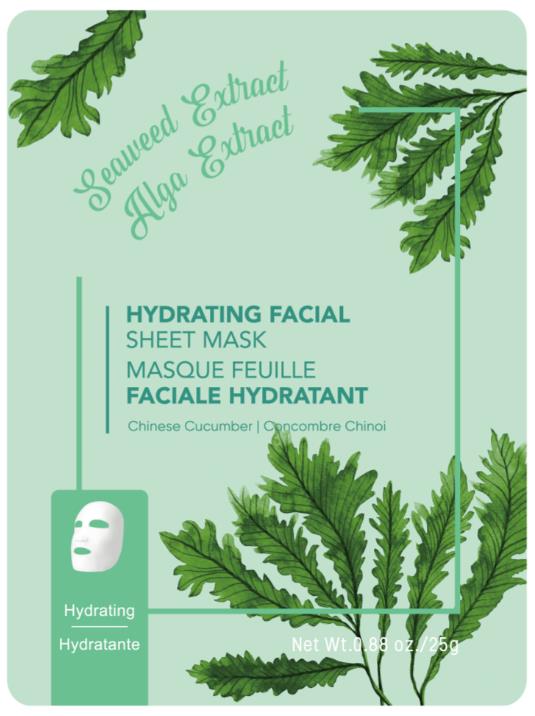 Seaweed Extract
Alga Extract
HYDRATING FACIAL
SHEET MASK
MASQUE FEUILLE
FACIALE HYDRATANT
Chinese Cucumber | Concombre Chinoi
Hydrating
Hydratante
Net Wt.0.88 oz./25g